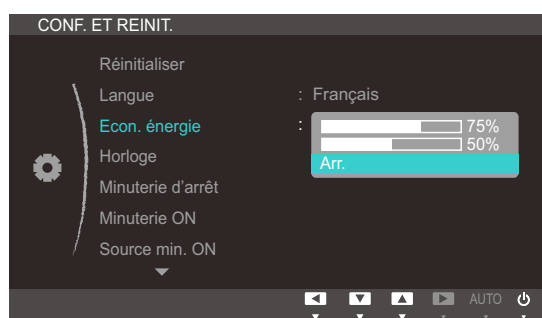 CONF. ET REINIT.
Réinitialiser
Langue : Français
Econ. énergie : 75%
50%
Arr.
Horloge
Minuterie d'arrêt
Minuterie ON
Source min. ON
AUTO